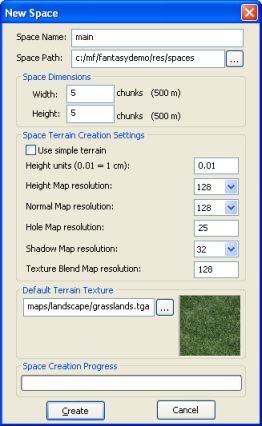 New Space
Space Name: main
Space Path: c:/mf/fantasydemo/res/spaces ...
Space Dimensions
Width: 5 chunks (500 m)
Height: 5 chunks (500 m)
Space Terrain Creation Settings
Use simple terrain
Height units (0.01 = 1 cm): 0.01
Height Map resolution: 128
Normal Map resolution: 128
Hole Map resolution: 25
Shadow Map resolution: 32
Texture Blend Map resolution: 128
Default Terrain Texture
maps/landscape/grasslands.tga ...
Space Creation Progress
Create Cancel